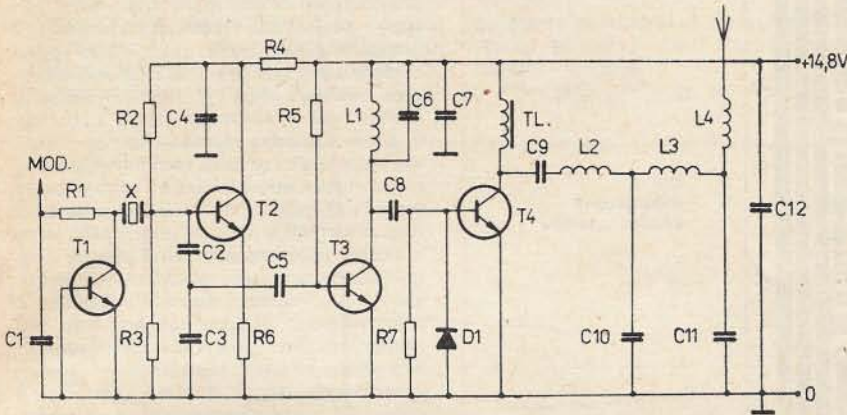 R4
+14,8V
R2
C4
R5
L1
C6
C7
TL.
L4
MOD.
C9
L2
L3
R1
X
T2
C8
T4
C12
T1
C2
C5
T3
C1
R3
C3
R6
R7
D1
C10
C11
0